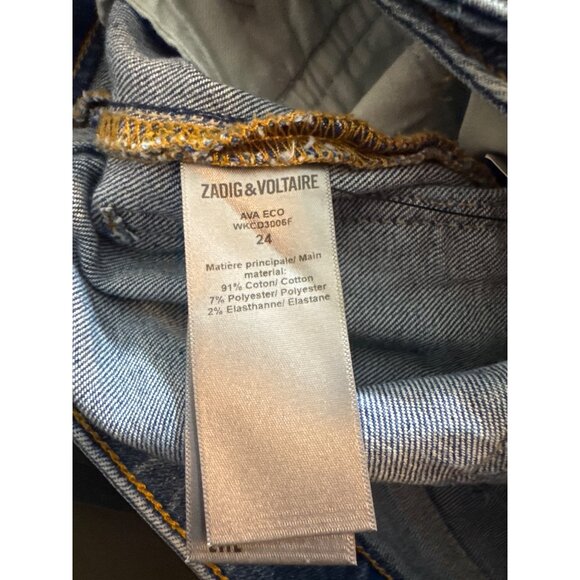 ZADIG&VOLTAIRE
AVA ECO
WKCD3006F
24
Matière principale/ Main
material:
91% Coton/ Cotton
7% Polyester/ Polyester
2% Elasthanne/ Elastane